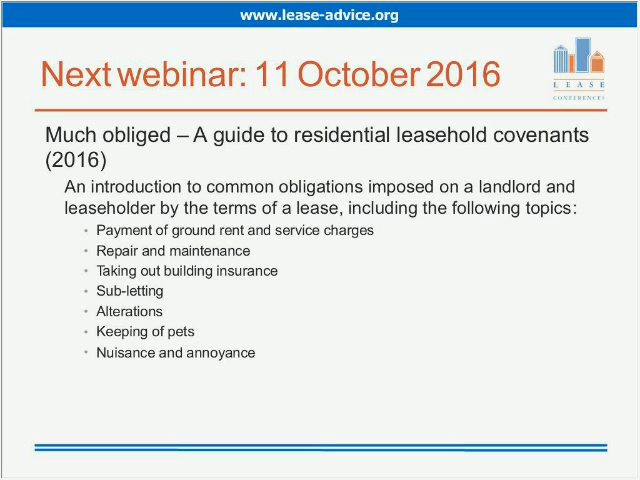 www.lease-advice.org
Next webinar: 11 October 2016
LEASE
CONFERENCES
Much obliged – A guide to residential leasehold covenants
(2016)
An introduction to common obligations imposed on a landlord and
leaseholder by the terms of a lease, including the following topics:
• Payment of ground rent and service charges
• Repair and maintenance
• Taking out building insurance
• Sub-letting
• Alterations
• Keeping of pets
• Nuisance and annoyance